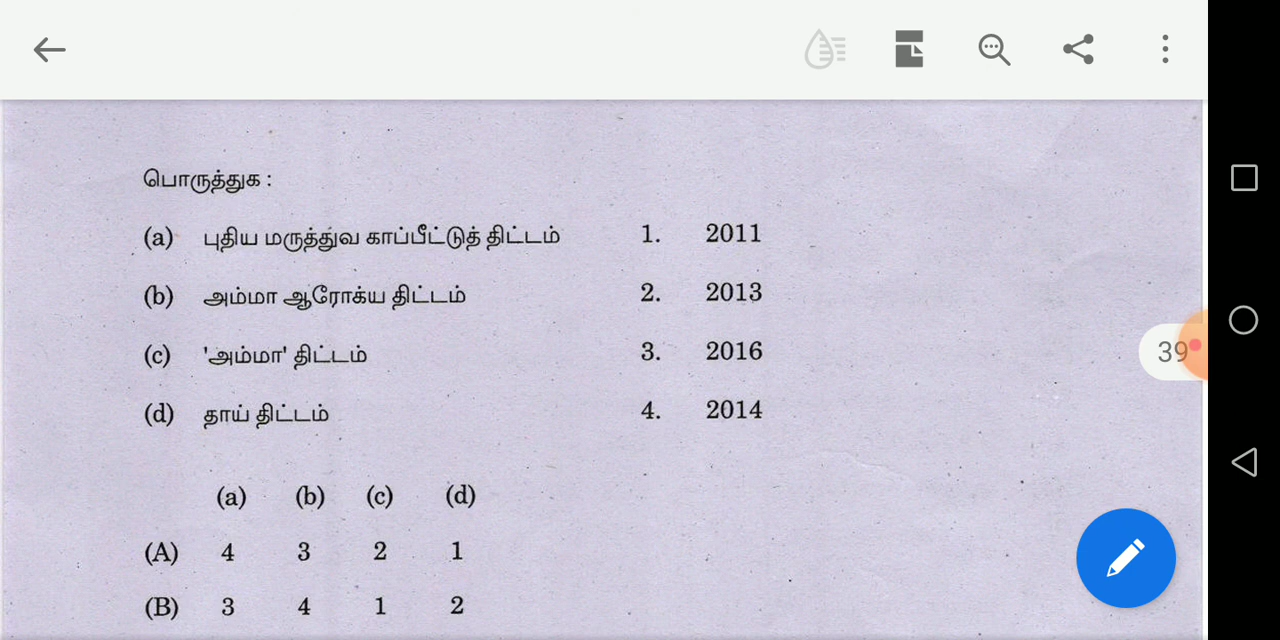 பொருத்துக :
(a) புதிய மருத்துவ காப்பீட்டுத் திட்டம் 1. 2011
(b) அம்மா ஆரோக்ய திட்டம் 2. 2013
(c) 'அம்மா' திட்டம் 3. 2016
(d) தாய் திட்டம் 4. 2014
39
(a) (b) (c) (d)
(A) 4 3 2 1
(B) 3 4 1 2